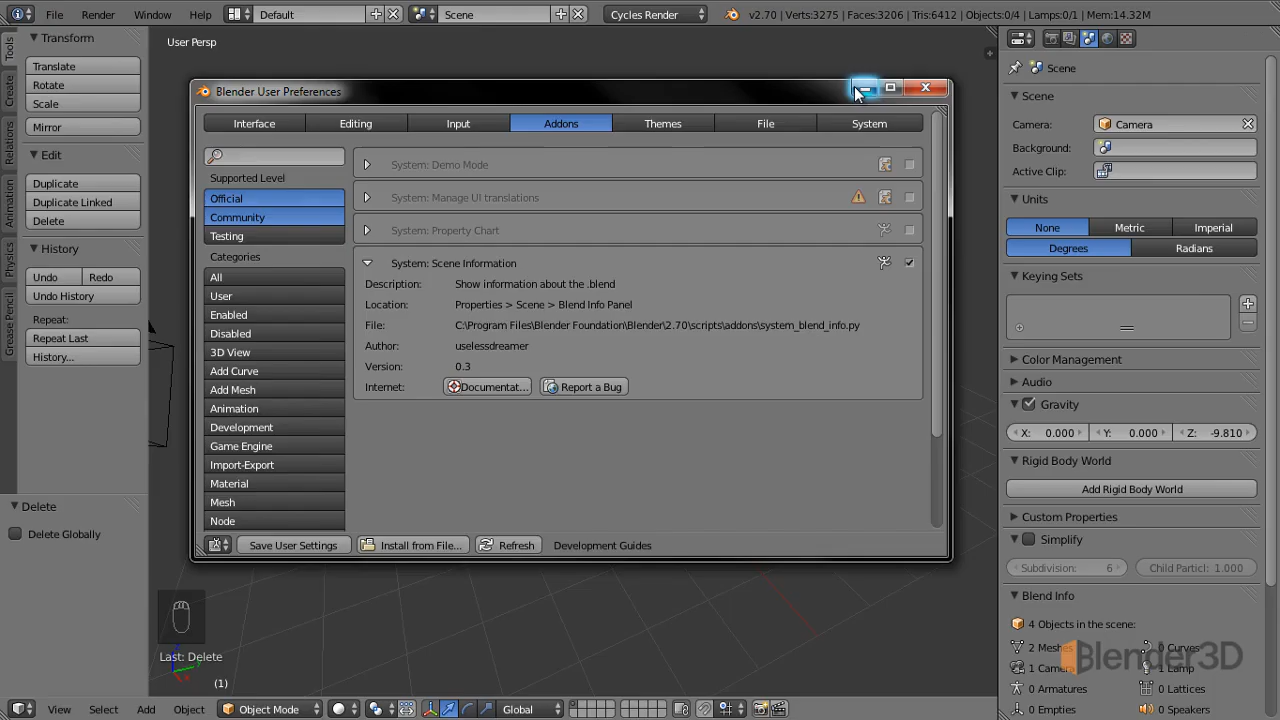 File Render Window Help Default Scene Cycles Render v2.70 | Verts:3275 | Faces:3206 | Tris:6412 | Objects:0/4 | Lamps:0/1 | Mem:14.32M
Tools
Create
Relations
Animation
Physics
Grease Pencil
Transform
Translate
Rotate
Scale
Mirror
Edit
Duplicate
Duplicate Linked
Delete
History
Undo Redo
Undo History
Repeat:
Repeat Last
History...
Delete
Delete Globally
User Persp
Blender User Preferences
Interface Editing Input Addons Themes File System
Supported Level
Official
Community
Testing
Categories
All
User
Enabled
Disabled
3D View
Add Curve
Add Mesh
Animation
Development
Game Engine
Import-Export
Material
Mesh
Node
System: Demo Mode
System: Manage UI translations
System: Property Chart
System: Scene Information
Description: Show information about the .blend
Location: Properties > Scene > Blend Info Panel
File: C:\Program Files\Blender Foundation\Blender\2.70\scripts\addons\system_blend_info.py
Author: uselessdreamer
Version: 0.3
Internet: Documentat... Report a Bug
Save User Settings Install from File... Refresh Development Guides
Last: Delete
(1)
View Select Add Object Object Mode Global
Scene
Scene
Camera: Camera
Background:
Active Clip:
Units
None Metric Imperial
Degrees Radians
Keying Sets
Color Management
Audio
Gravity
X: 0.000 Y: 0.000 Z: -9.810
Rigid Body World
Add Rigid Body World
Custom Properties
Simplify
Subdivision: 6 Child Particl: 1.000
Blend Info
4 Objects in the scene:
2 Meshes 0 Curves
1 Camera 1 Lamp
0 Armatures 0 Lattices
0 Empties 0 Speakers
Blender3D